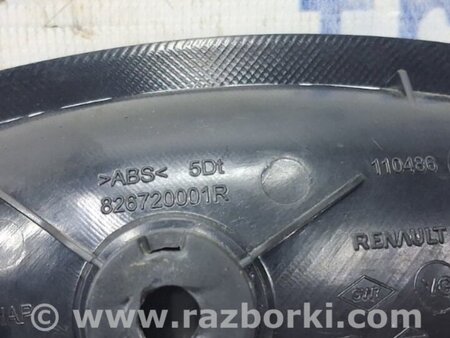 >ABS< 5Dt
826720001R
110486
RENAULT
www.razborki.com